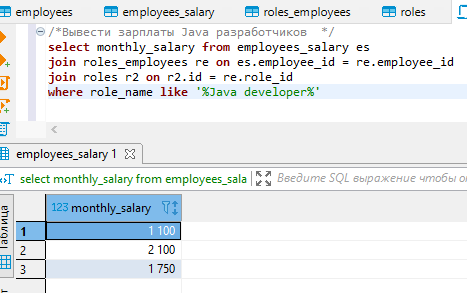 employees employees_salary roles_employees roles
/*Вывести зарплаты Java разработчиков */
select monthly_salary from employees_salary es
join roles_employees re on es.employee_id = re.employee_id
join roles r2 on r2.id = re.role_id
where role_name like '%Java developer%'
employees_salary 1
select monthly_salary from employees_sala Введите SQL выражение чтобы о
Таблица
123 monthly_salary
1 1 100
2 2 100
3 1 750